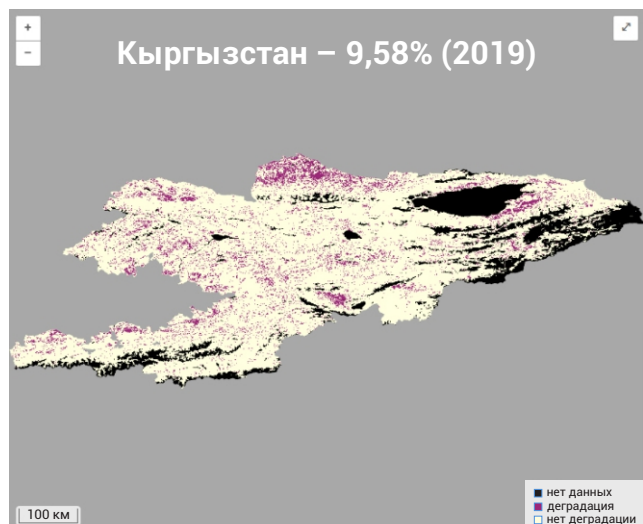 +
−
Кыргызстан – 9,58% (2019)
100 км
нет данных
деградация
нет деградации